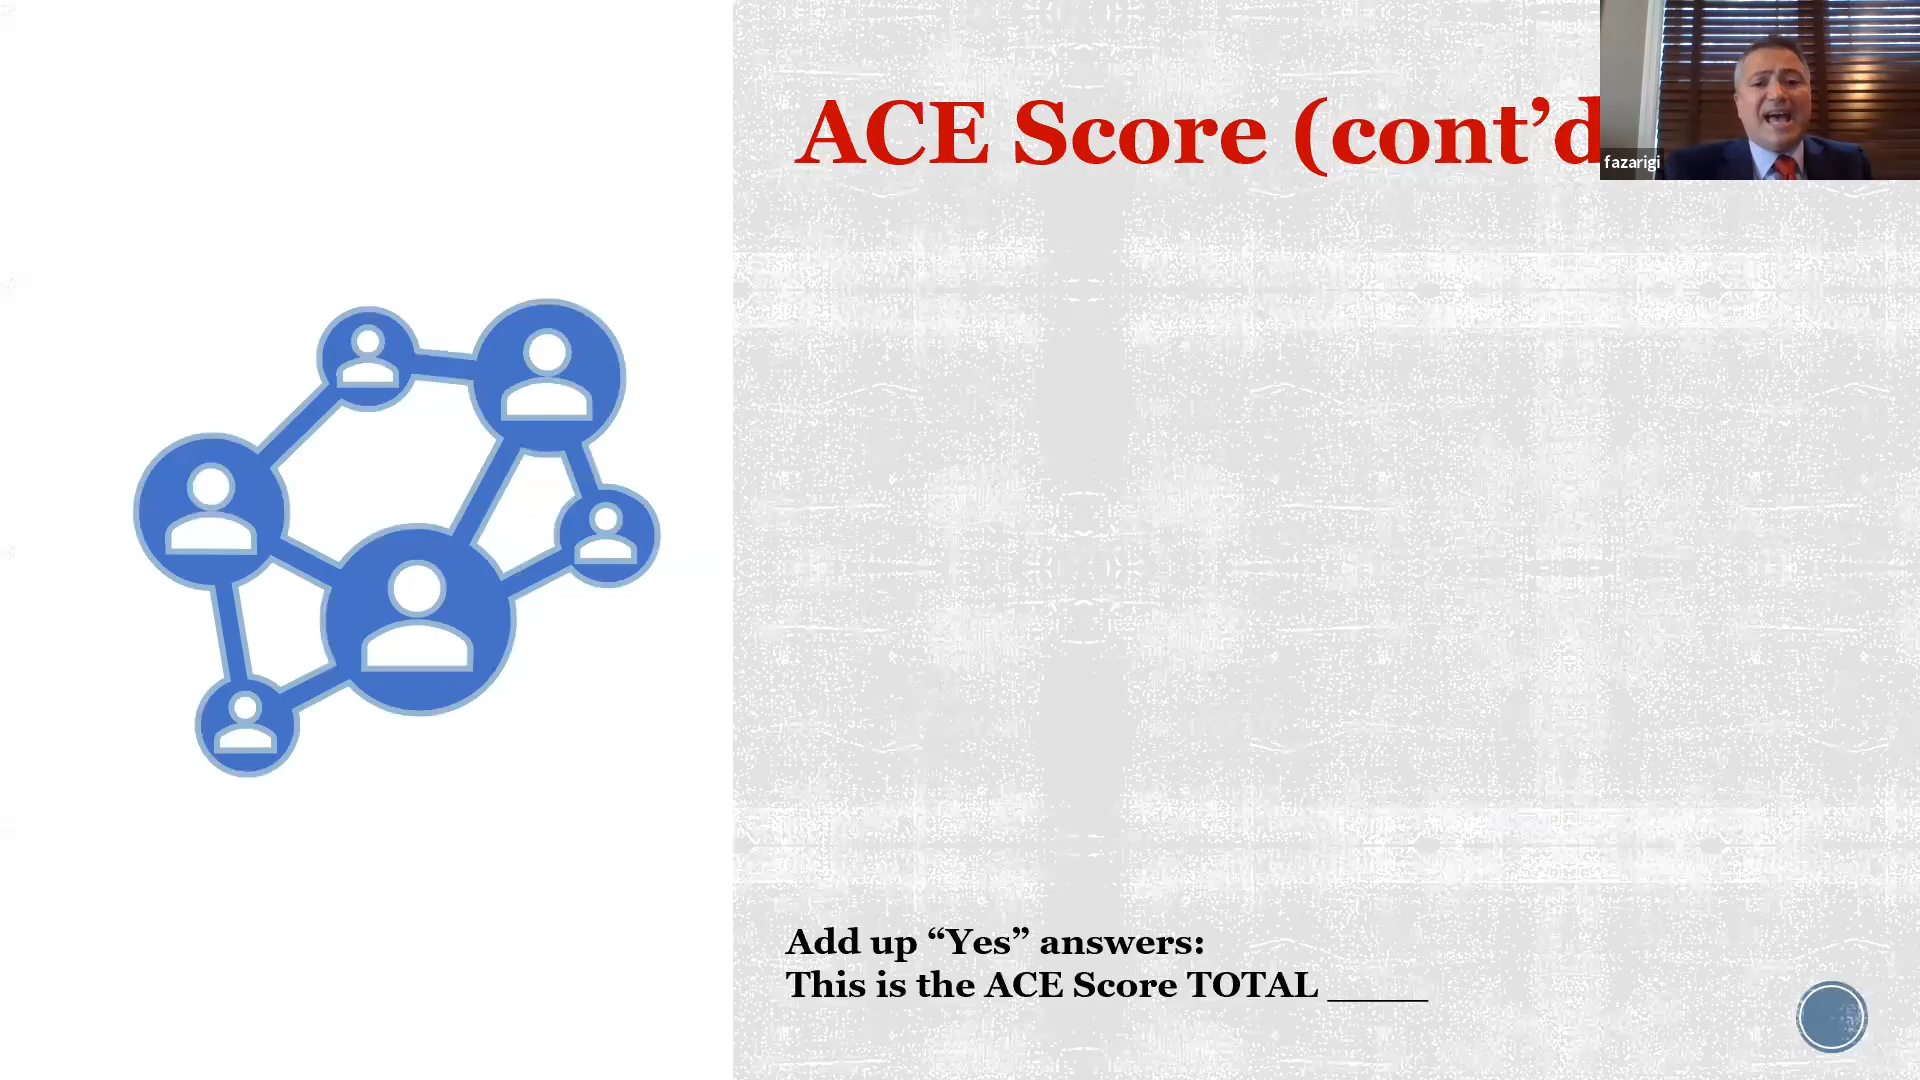 ACE Score (cont’d
fazarigi
Add up “Yes” answers:
This is the ACE Score TOTAL _____